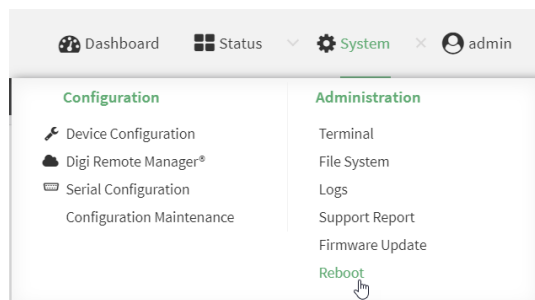 Dashboard Status System admin
Configuration
Device Configuration
Digi Remote Manager®
Serial Configuration
Configuration Maintenance
Administration
Terminal
File System
Logs
Support Report
Firmware Update
Reboot